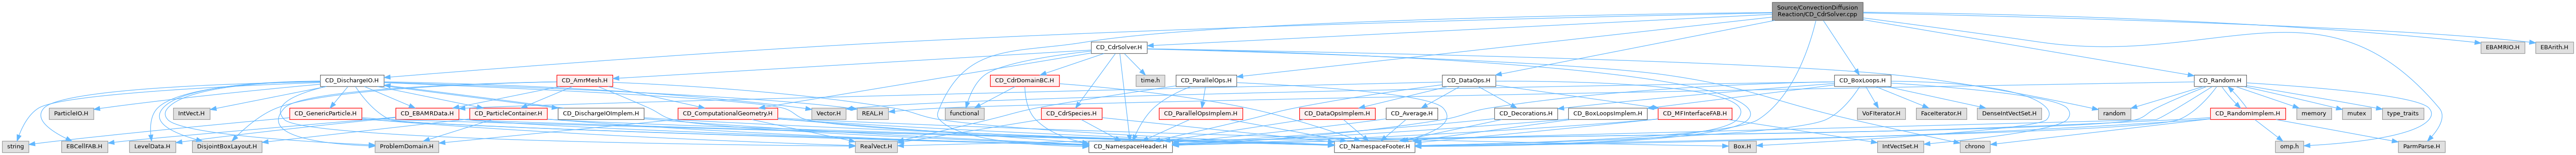 Source/ConvectionDiffusion
Reaction/CD_CdrSolver.cpp
CD_CdrSolver.H
EBAMRIO.H
EBArith.H
CD_DischargeIO.H
CD_AmrMesh.H
CD_CdrDomainBC.H
time.h
CD_ParallelOps.H
CD_DataOps.H
CD_BoxLoops.H
CD_Random.H
ParticleIO.H
IntVect.H
CD_GenericParticle.H
CD_EBAMRData.H
CD_ParticleContainer.H
CD_DischargeIOImplem.H
CD_ComputationalGeometry.H
Vector.H
REAL.H
functional
CD_CdrSpecies.H
CD_ParallelOpsImplem.H
CD_DataOpsImplem.H
CD_Average.H
CD_Decorations.H
CD_BoxLoopsImplem.H
CD_MFInterfaceFAB.H
VoFIterator.H
FaceIterator.H
DenseIntVectSet.H
random
CD_RandomImplem.H
memory
mutex
type_traits
string
EBCellFAB.H
LevelData.H
DisjointBoxLayout.H
ProblemDomain.H
RealVect.H
CD_NamespaceHeader.H
CD_NamespaceFooter.H
Box.H
IntVectSet.H
chrono
omp.h
ParmParse.H